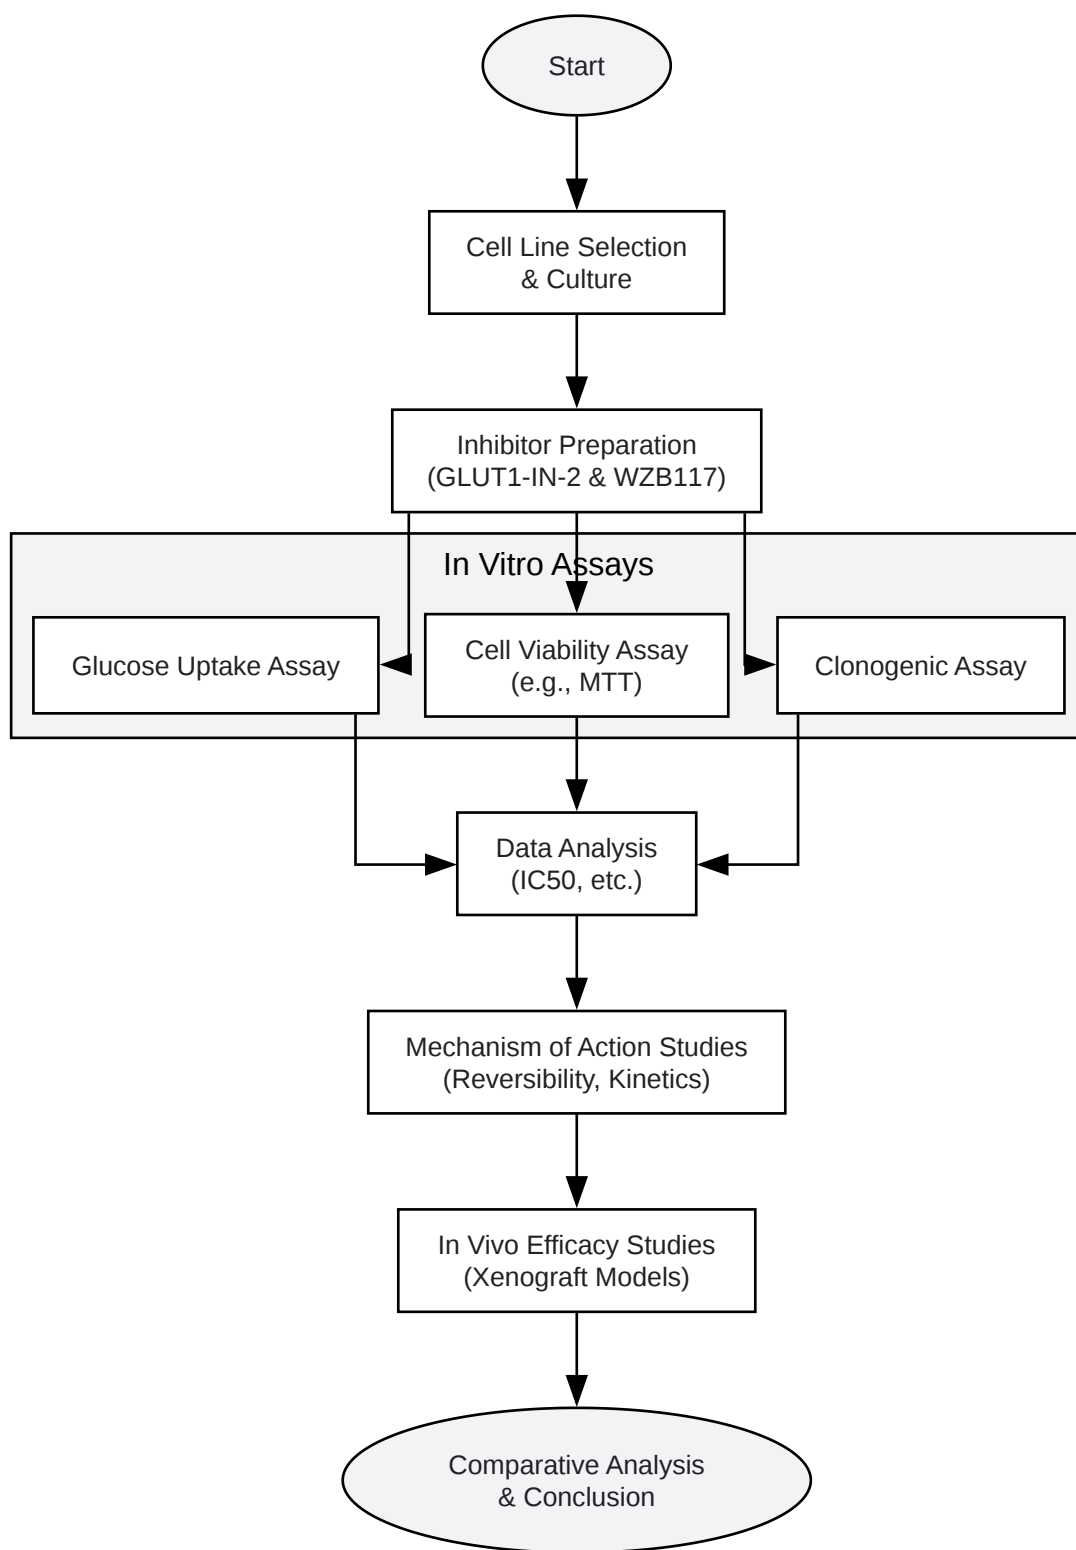 Start
Cell Line Selection
& Culture
Inhibitor Preparation
(GLUT1-IN-2 & WZB117)
In Vitro Assays
Glucose Uptake Assay
Cell Viability Assay
(e.g., MTT)
Clonogenic Assay
Data Analysis
(IC50, etc.)
Mechanism of Action Studies
(Reversibility, Kinetics)
In Vivo Efficacy Studies
(Xenograft Models)
Comparative Analysis
& Conclusion